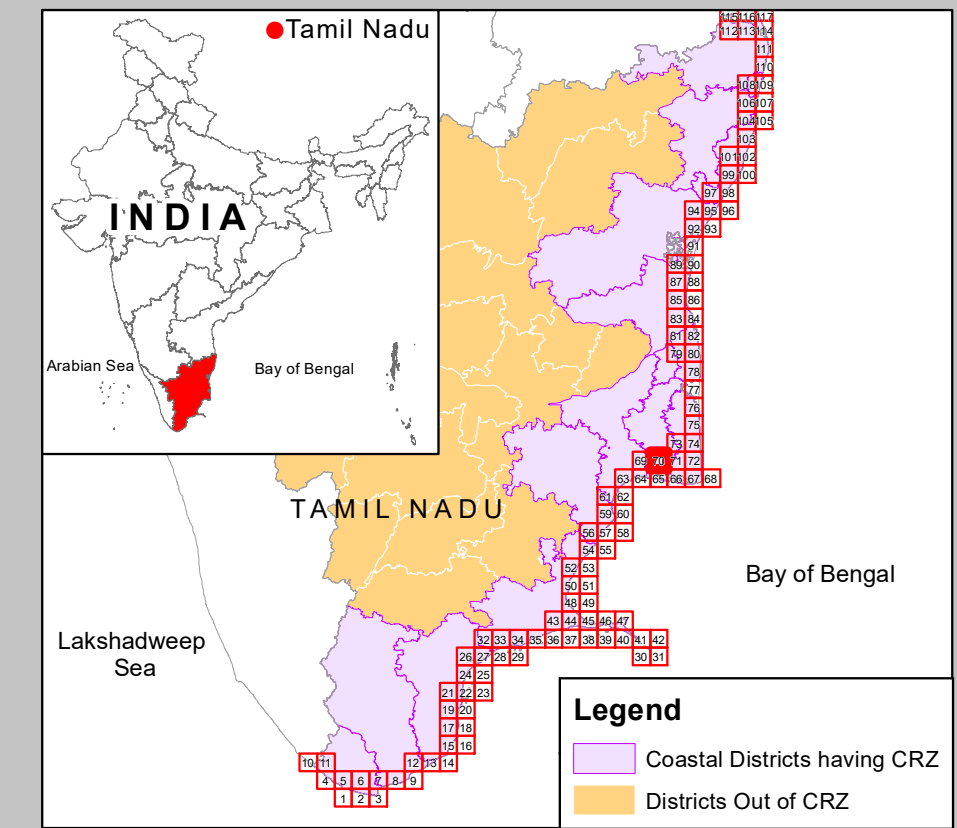 Tamil Nadu
INDIA
Arabian Sea
Bay of Bengal
115 116 117
112 113 114
111
110
108 109
106 107
104 105
103
101 102
99 100
97 98
94 95 96
92 93
91
89 90
87 88
85 86
83 84
81 82
79 80
78
77
76
75
73 74
69 70 71 72
63 64 65 66 67 68
61 62
59 60
56 57 58
54 55
52 53
50 51
48 49
43 44 45 46 47
32 33 34 35 36 37 38 39 40 41 42
26 27 28 29 30 31
24 25
21 22 23
19 20
17 18
15 16
10 11 12 13 14
4 5 6 7 8 9
1 2 3
TAMIL NADU
Bay of Bengal
Lakshadweep
Sea
Legend
Coastal Districts having CRZ
Districts Out of CRZ